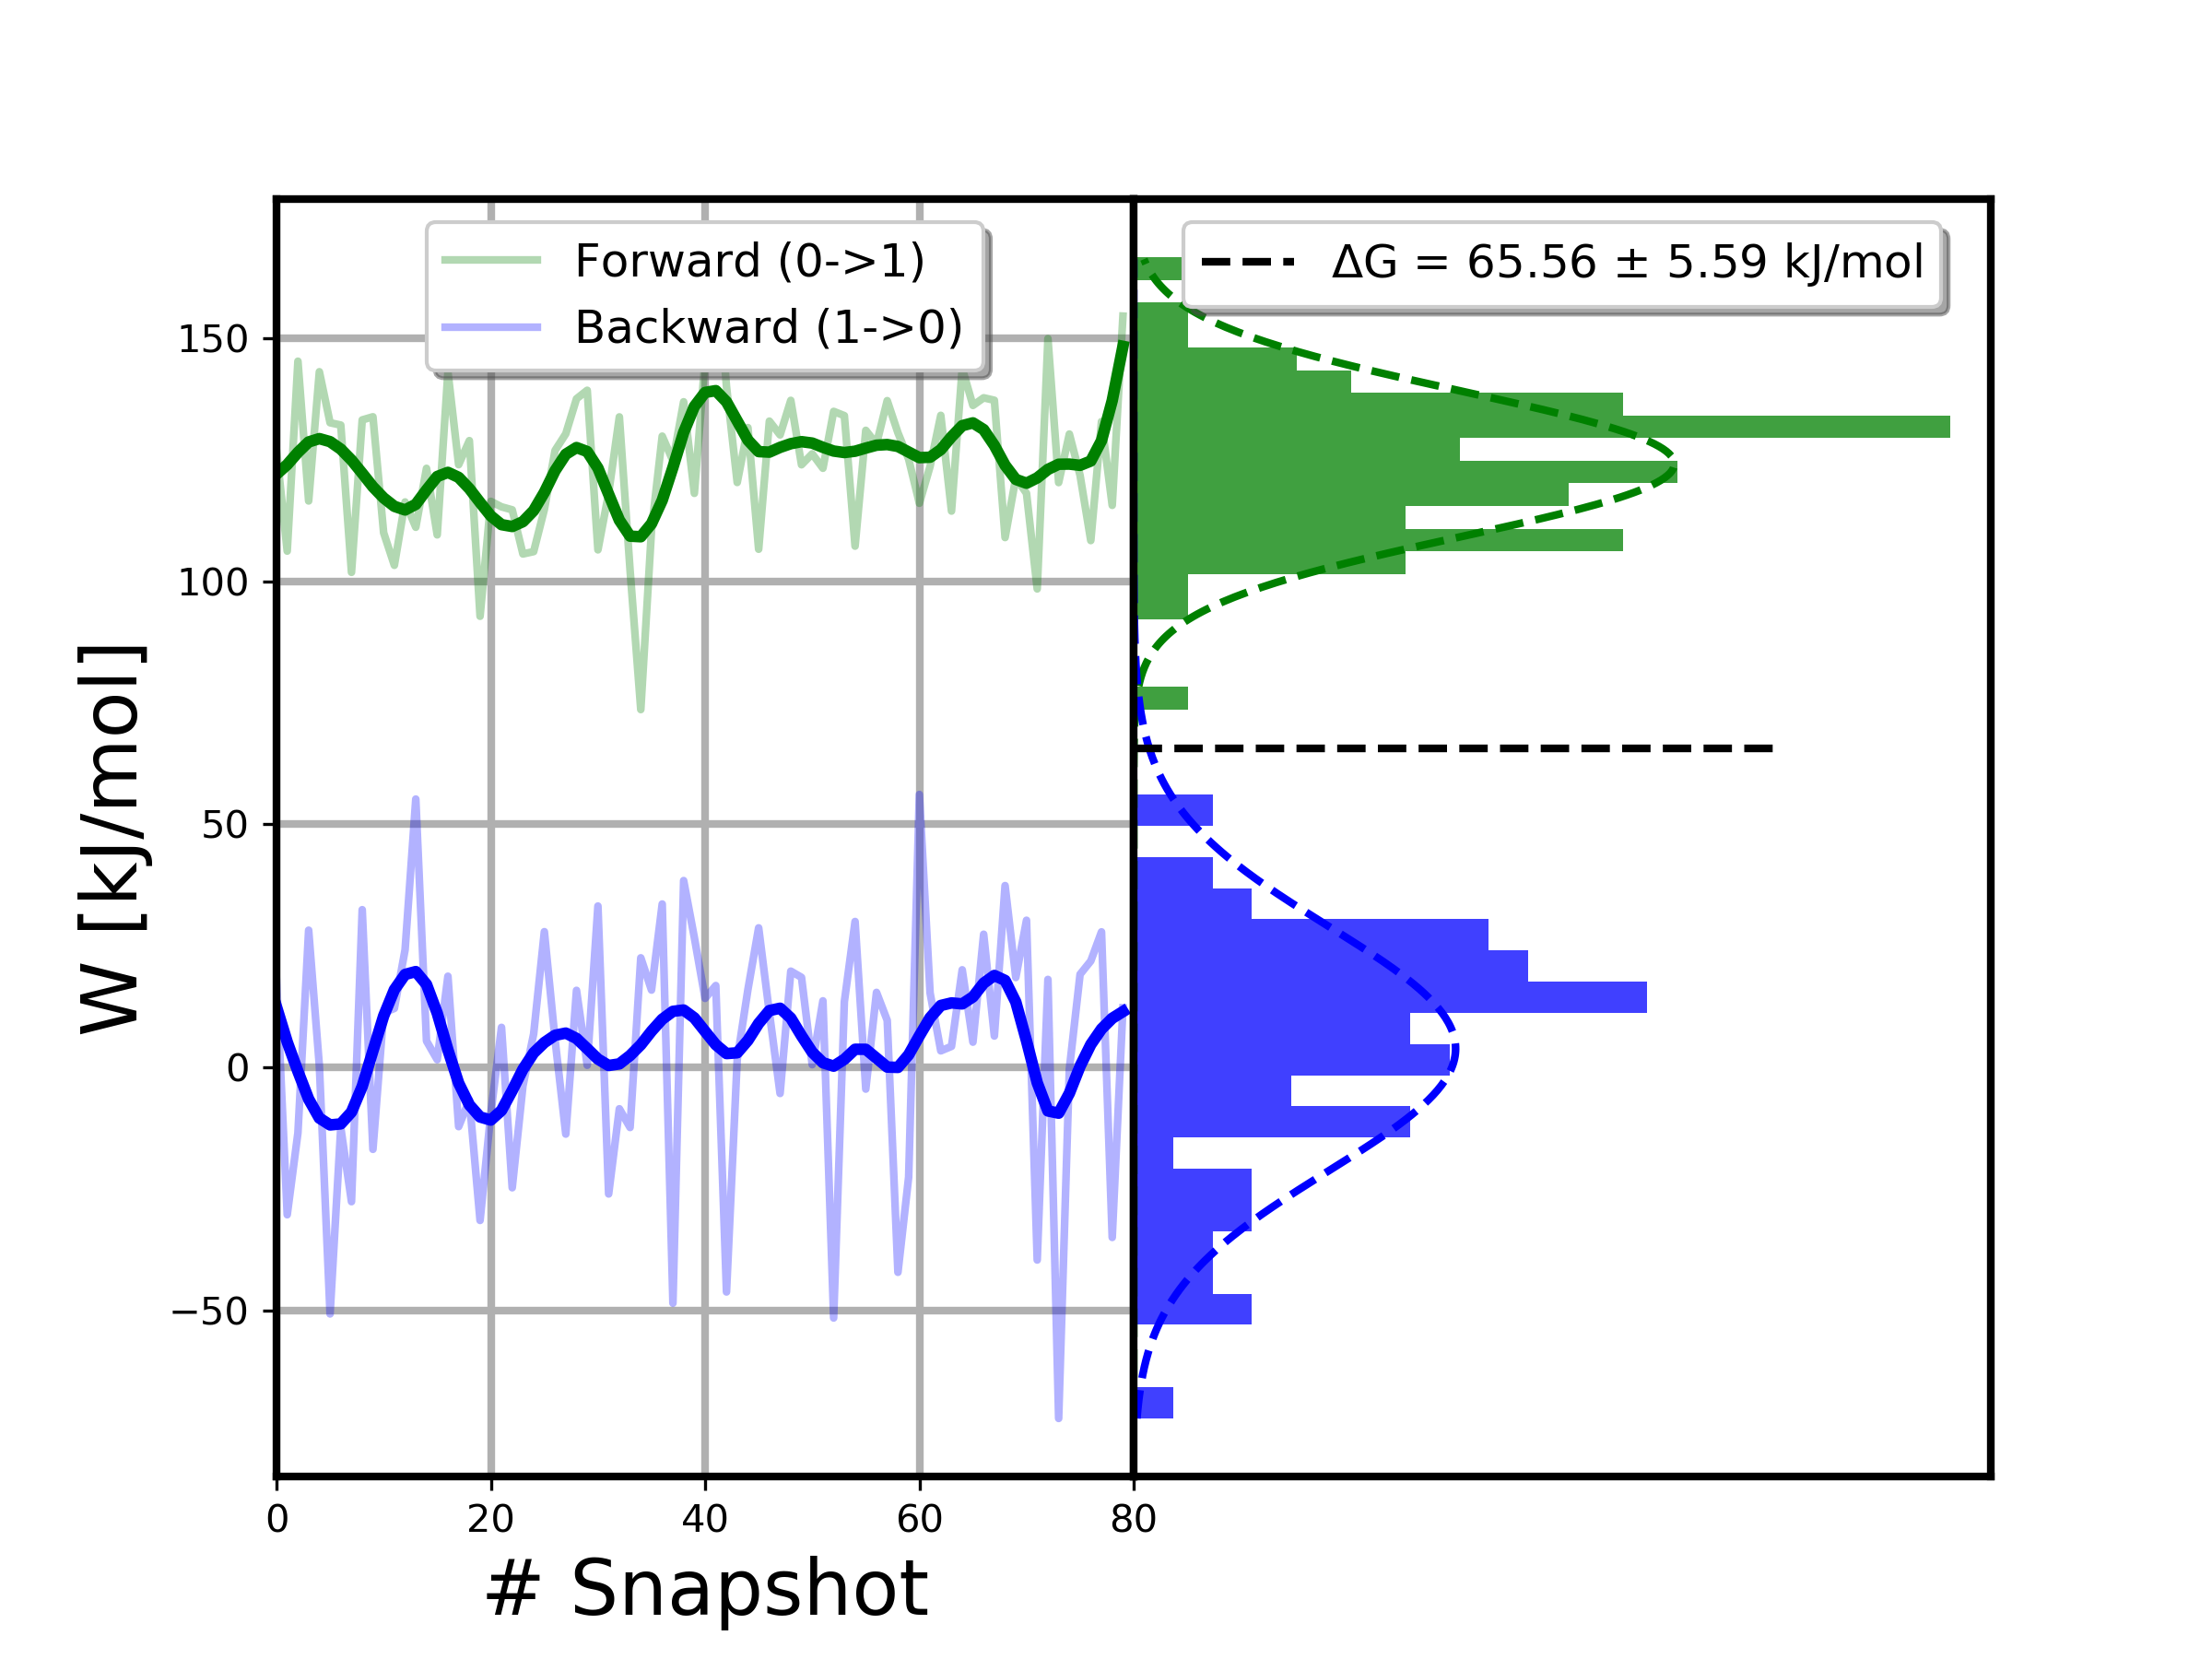 Forward (0->1)
Backward (1->0)
ΔG = 65.56 ± 5.59 kJ/mol
W [kJ/mol]
150
100
50
0
−50
0 20 40 60 80
# Snapshot